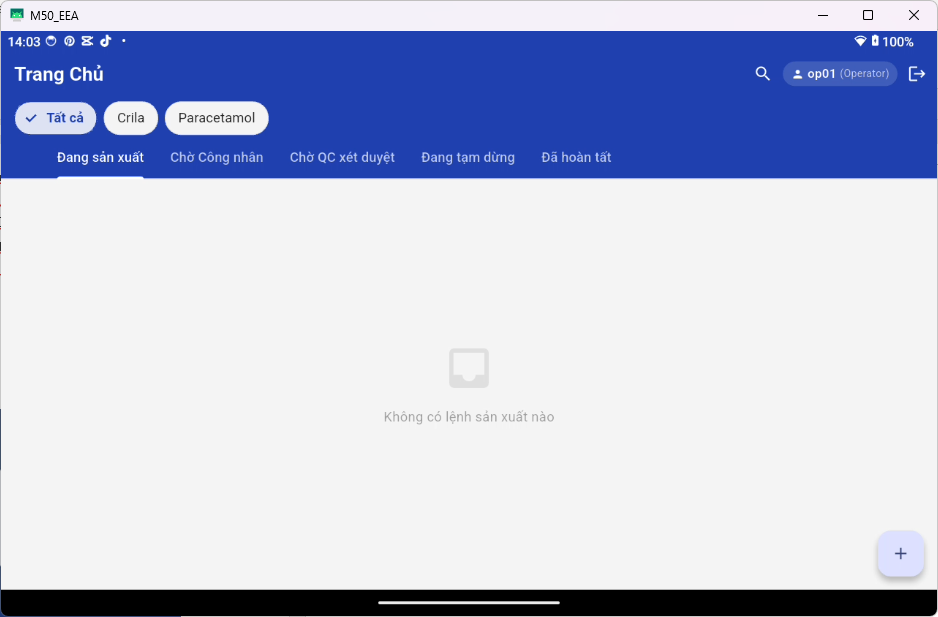 M50_EEA
14:03
100%
Trang Chủ
op01 (Operator)
Tất cả
Crila
Paracetamol
Đang sản xuất
Chờ Công nhân
Chờ QC xét duyệt
Đang tạm dừng
Đã hoàn tất
Không có lệnh sản xuất nào